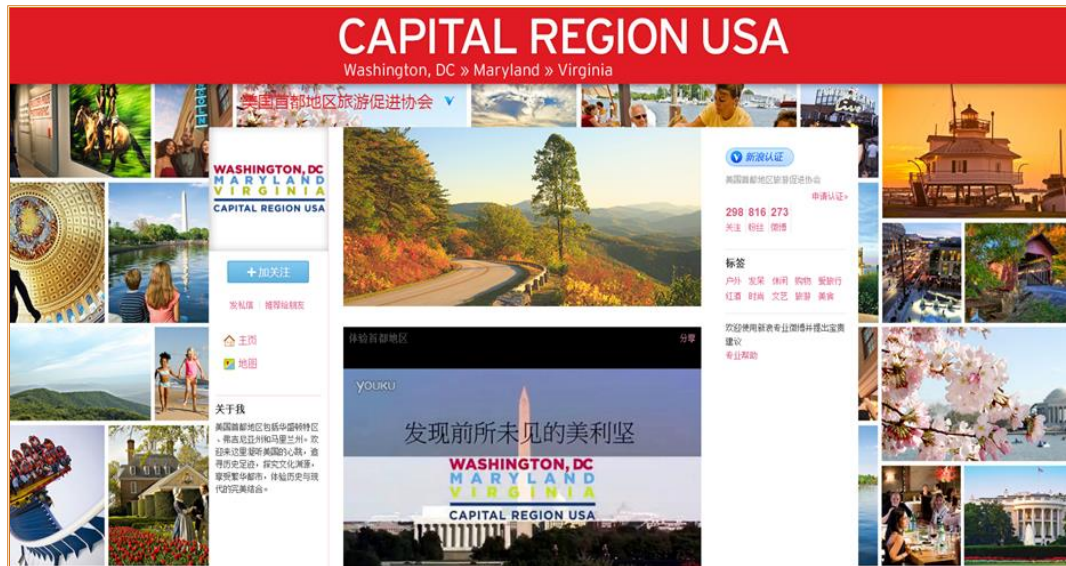 CAPITAL REGION USA
Washington, DC » Maryland » Virginia
美国首都地区旅游促进协会
WASHINGTON, DC
MARYLAND
VIRGINIA
CAPITAL REGION USA
+加关注
发私信 | 推荐给朋友
主页
地图
关于我
美国首都地区包括华盛顿特区
、弗吉尼亚州和马里兰州。欢
迎来这里凝听美国的心跳，追
寻历史足迹，探究文化渊源，
享受繁华都市，体验历史与现
代的完美结合。
体验首都地区
分享
YOUKU
发现前所未见的美利坚
WASHINGTON, DC
MARYLAND
VIRGINIA
CAPITAL REGION USA
新浪认证
美国首都地区旅游促进协会
申请认证»
298 816 273
关注 粉丝 微博
标签
户外 发呆 休闲 购物 爱旅行
红酒 时尚 文艺 旅游 美食
欢迎使用新浪专业微博并提出宝贵
建议
专业帮助